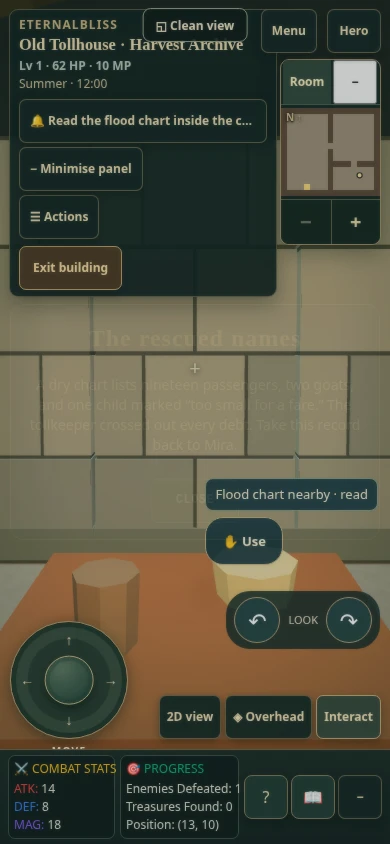 ETERNALBLISS
◱ Clean view
Menu
Hero
Old Tollhouse · Harvest Archive
Lv 1 · 62 HP · 10 MP
Summer · 12:00
Room
−
🔔 Read the flood chart inside the c...
N
− Minimise panel
☰ Actions
−
+
Exit building
The rescued names
+
A dry chart lists nineteen passengers, two goats,
and one child marked “too small for a fare.” The
tollkeeper crossed out every debt. Take this record
back to Mira.
Flood chart nearby · read
✋ Use
↶ LOOK ↷
↑
← →
↓
2D view
◈ Overhead
Interact
MOVE
⚔️ COMBAT STATS
ATK: 14
DEF: 8
MAG: 18
🎯 PROGRESS
Enemies Defeated: 1
Treasures Found: 0
Position: (13, 10)
?
📖
−